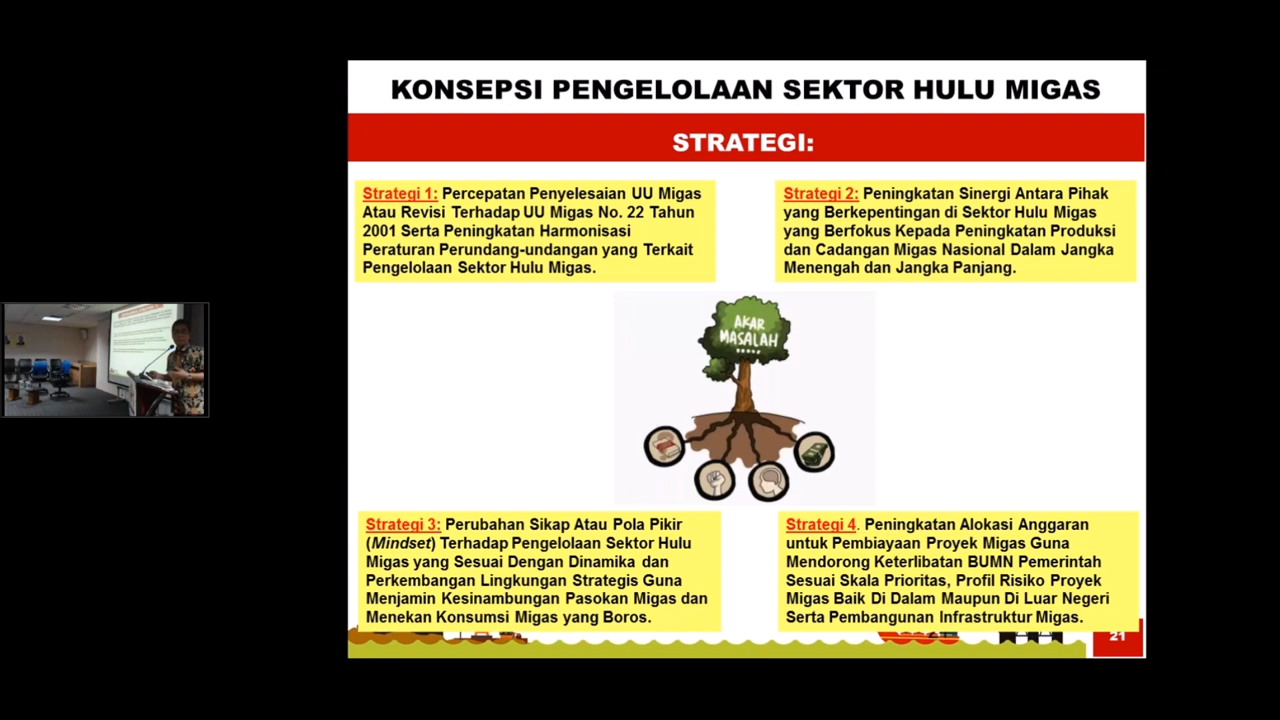 KONSEPSI PENGELOLAAN SEKTOR HULU MIGAS
STRATEGI:
Strategi 1: Percepatan Penyelesaian UU Migas
Atau Revisi Terhadap UU Migas No. 22 Tahun
2001 Serta Peningkatan Harmonisasi
Peraturan Perundang-undangan yang Terkait
Pengelolaan Sektor Hulu Migas.
Strategi 2: Peningkatan Sinergi Antara Pihak
yang Berkepentingan di Sektor Hulu Migas
yang Berfokus Kepada Peningkatan Produksi
dan Cadangan Migas Nasional Dalam Jangka
Menengah dan Jangka Panjang.
AKAR
MASALAH
Strategi 3: Perubahan Sikap Atau Pola Pikir
(Mindset) Terhadap Pengelolaan Sektor Hulu
Migas yang Sesuai Dengan Dinamika dan
Perkembangan Lingkungan Strategis Guna
Menjamin Kesinambungan Pasokan Migas dan
Menekan Konsumsi Migas yang Boros.
Strategi 4. Peningkatan Alokasi Anggaran
untuk Pembiayaan Proyek Migas Guna
Mendorong Keterlibatan BUMN Pemerintah
Sesuai Skala Prioritas, Profil Risiko Proyek
Migas Baik Di Dalam Maupun Di Luar Negeri
Serta Pembangunan Infrastruktur Migas.
21